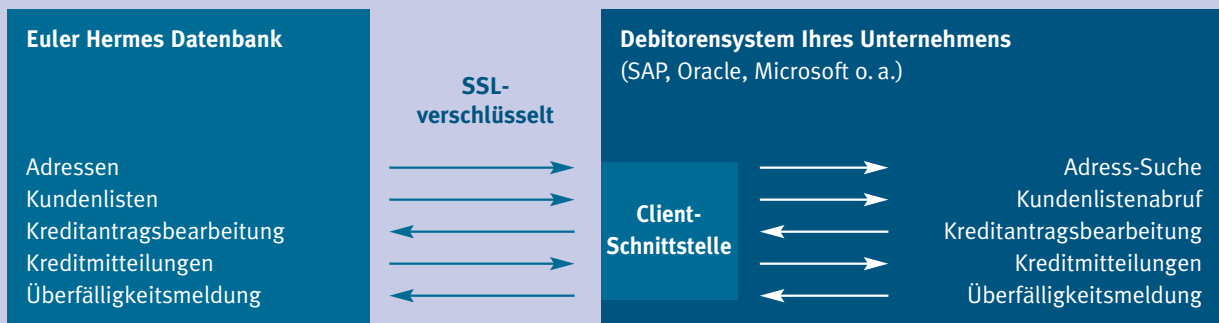 Euler Hermes Datenbank
Adressen
Kundenlisten
Kreditantragsbearbeitung
Kreditmitteilungen
Überfälligkeitsmeldung
SSL-
verschlüsselt
Debitorensystem Ihres Unternehmens
(SAP, Oracle, Microsoft o. a.)
Client-
Schnittstelle
Adress-Suche
Kundenlistenabruf
Kreditantragsbearbeitung
Kreditmitteilungen
Überfälligkeitsmeldung